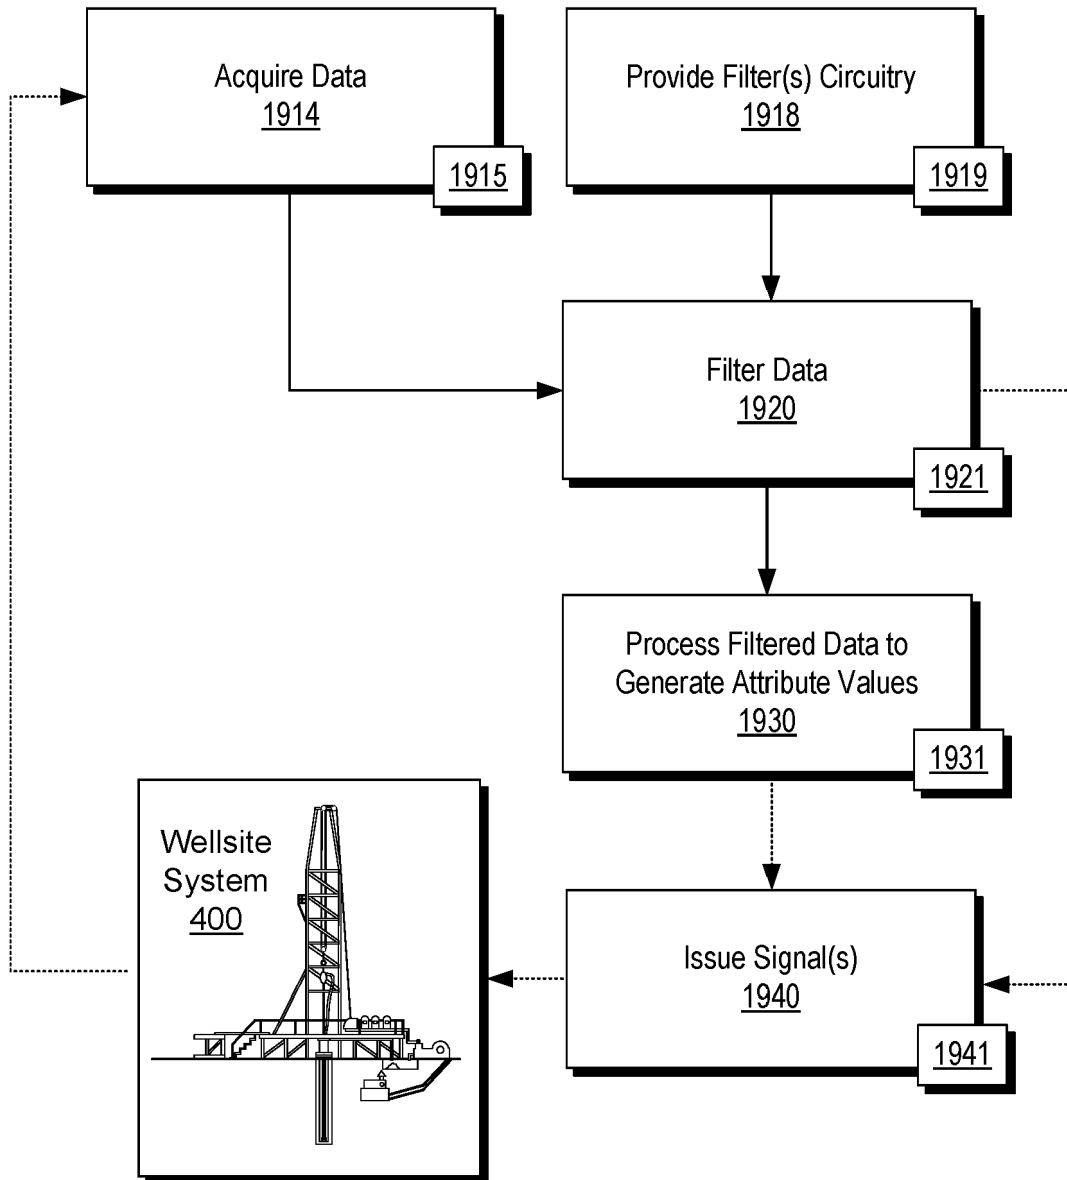 Acquire Data
1914
1915
Provide Filter(s) Circuitry
1918
1919
Filter Data
1920
1921
Process Filtered Data to
Generate Attribute Values
1930
1931
Wellsite
System
400
Issue Signal(s)
1940
1941